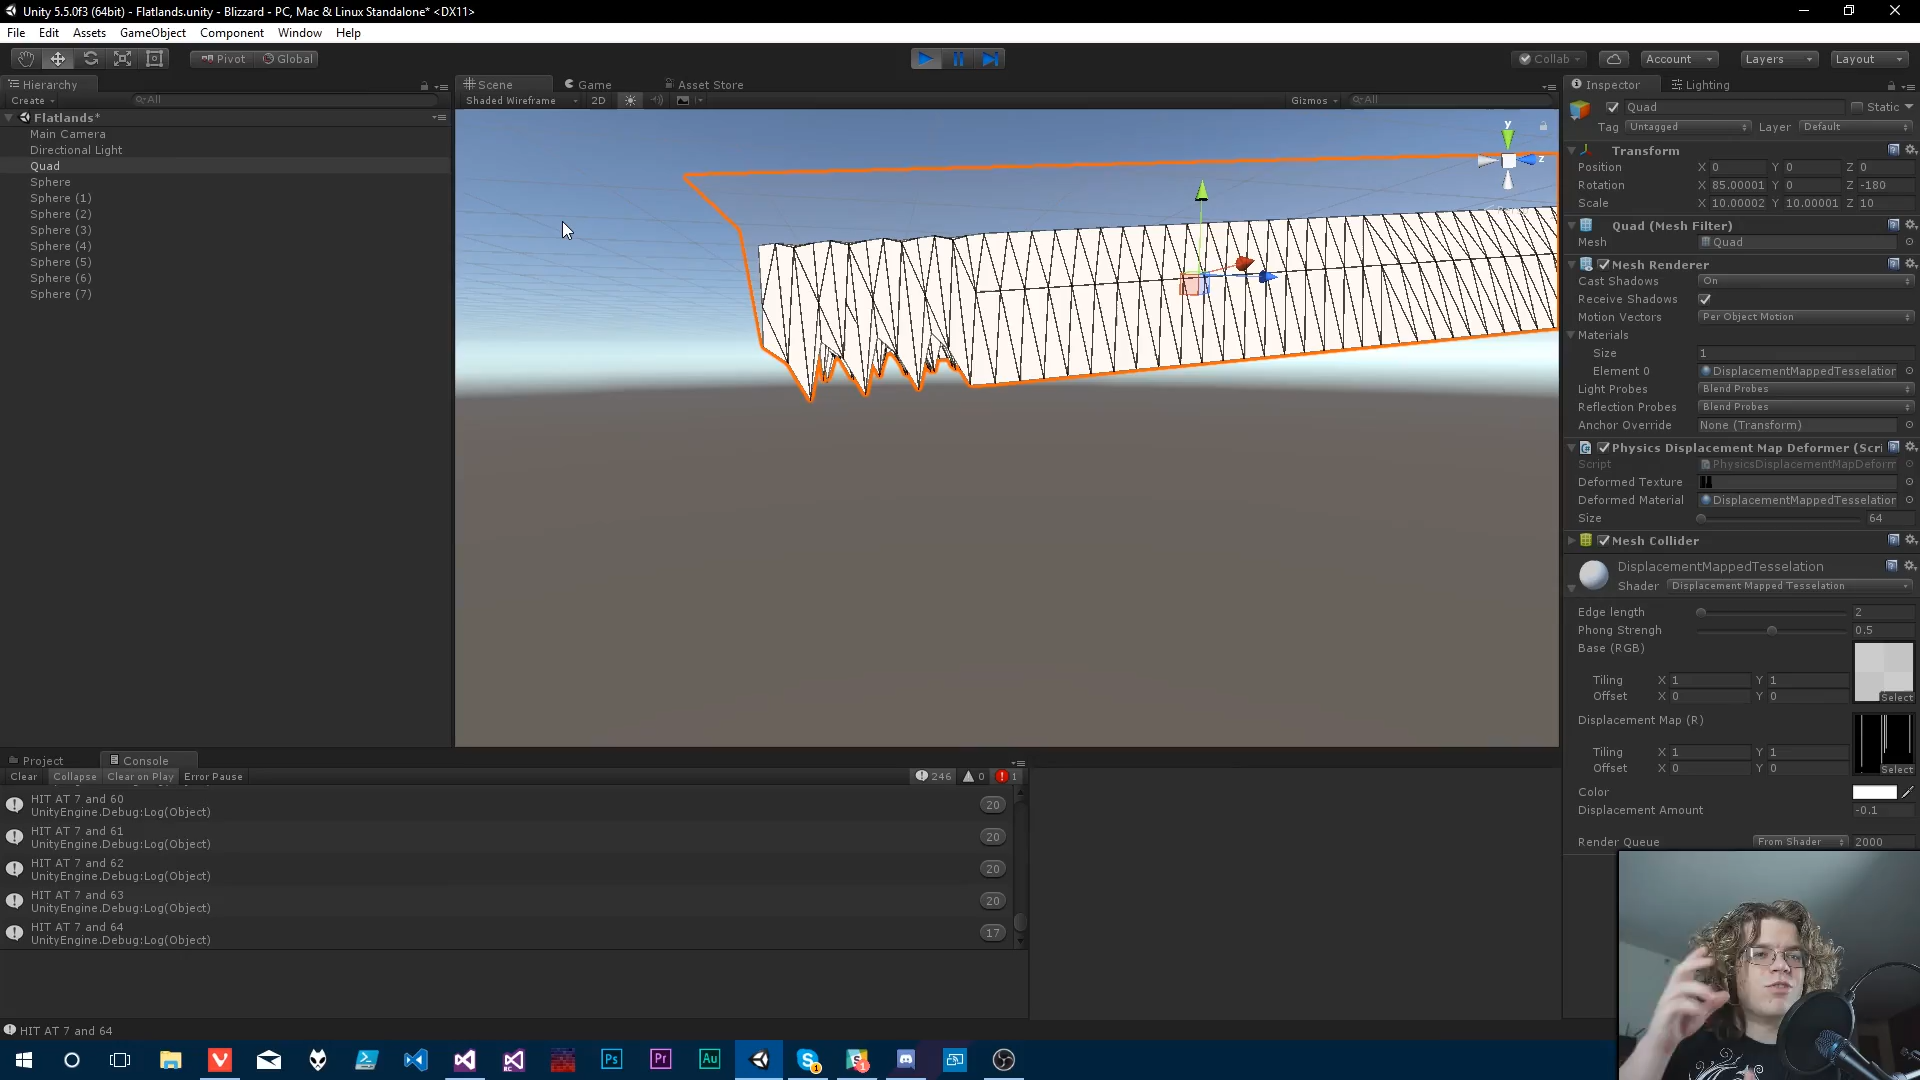 Unity 5.5.0f3 (64bit) - Flatlands.unity - Blizzard - PC, Mac & Linux Standalone* <DX11>
File Edit Assets GameObject Component Window Help
Pivot Global Collab Account Layers Layout
Hierarchy
Create All
Flatlands*
Main Camera
Directional Light
Quad
Sphere
Sphere (1)
Sphere (2)
Sphere (3)
Sphere (4)
Sphere (5)
Sphere (6)
Sphere (7)
Scene Game Asset Store
Shaded Wireframe 2D Gizmos All
y
z
Inspector Lighting
Quad Static
Tag Untagged Layer Default
Transform
Position X 0 Y 0 Z 0
Rotation X 85.00001 Y 0 Z -180
Scale X 10.00002 Y 10.00001 Z 10
Quad (Mesh Filter)
Mesh Quad
Mesh Renderer
Cast Shadows On
Receive Shadows
Motion Vectors Per Object Motion
Materials
Size 1
Element 0 DisplacementMappedTesselation
Light Probes Blend Probes
Reflection Probes Blend Probes
Anchor Override None (Transform)
Physics Displacement Map Deformer (Scri
Script PhysicsDisplacementMapDeform
Deformed Texture
Deformed Material DisplacementMappedTesselation
Size 64
Mesh Collider
DisplacementMappedTesselation
Shader Displacement Mapped Tesselation
Edge length 2
Phong Strengh 0.5
Base (RGB)
Tiling X 1 Y 1
Offset X 0 Y 0
Select
Displacement Map (R)
Tiling X 1 Y 1
Offset X 0 Y 0
Select
Color
Displacement Amount -0.1
Render Queue From Shader 2000
Project Console
Clear Collapse Clear on Play Error Pause 246 0 1
HIT AT 7 and 60
UnityEngine.Debug:Log(Object)
20
HIT AT 7 and 61
UnityEngine.Debug:Log(Object)
20
HIT AT 7 and 62
UnityEngine.Debug:Log(Object)
20
HIT AT 7 and 63
UnityEngine.Debug:Log(Object)
20
HIT AT 7 and 64
UnityEngine.Debug:Log(Object)
17
HIT AT 7 and 64
Ps Pr Au